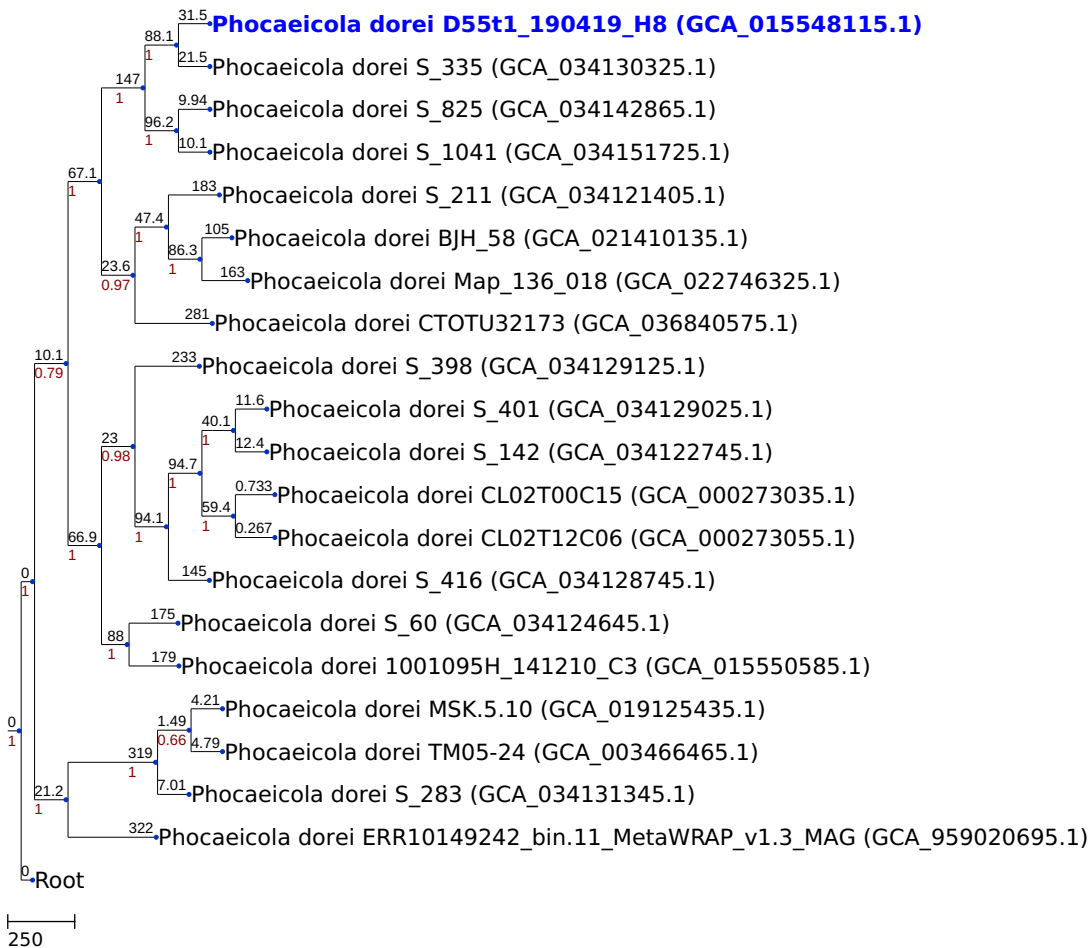 31.5
Phocaeicola dorei D55t1_190419_H8 (GCA_015548115.1)
88.1
1
21.5
Phocaeicola dorei S_335 (GCA_034130325.1)
147
1
9.94
Phocaeicola dorei S_825 (GCA_034142865.1)
96.2
1
10.1
Phocaeicola dorei S_1041 (GCA_034151725.1)
67.1
1
183
Phocaeicola dorei S_211 (GCA_034121405.1)
47.4
1
105
Phocaeicola dorei BJH_58 (GCA_021410135.1)
86.3
1
23.6
0.97
163
Phocaeicola dorei Map_136_018 (GCA_022746325.1)
281
Phocaeicola dorei CTOTU32173 (GCA_036840575.1)
10.1
0.79
233
Phocaeicola dorei S_398 (GCA_034129125.1)
11.6
Phocaeicola dorei S_401 (GCA_034129025.1)
40.1
1
23
0.98
12.4
Phocaeicola dorei S_142 (GCA_034122745.1)
94.7
1
0.733
Phocaeicola dorei CL02T00C15 (GCA_000273035.1)
59.4
1
94.1
1
0.267
Phocaeicola dorei CL02T12C06 (GCA_000273055.1)
66.9
1
145
Phocaeicola dorei S_416 (GCA_034128745.1)
0
1
175
Phocaeicola dorei S_60 (GCA_034124645.1)
88
1
179
Phocaeicola dorei 1001095H_141210_C3 (GCA_015550585.1)
4.21
Phocaeicola dorei MSK.5.10 (GCA_019125435.1)
1.49
0.66
0
1
4.79
Phocaeicola dorei TM05-24 (GCA_003466465.1)
319
1
7.01
Phocaeicola dorei S_283 (GCA_034131345.1)
21.2
1
322
Phocaeicola dorei ERR10149242_bin.11_MetaWRAP_v1.3_MAG (GCA_959020695.1)
0
Root
250